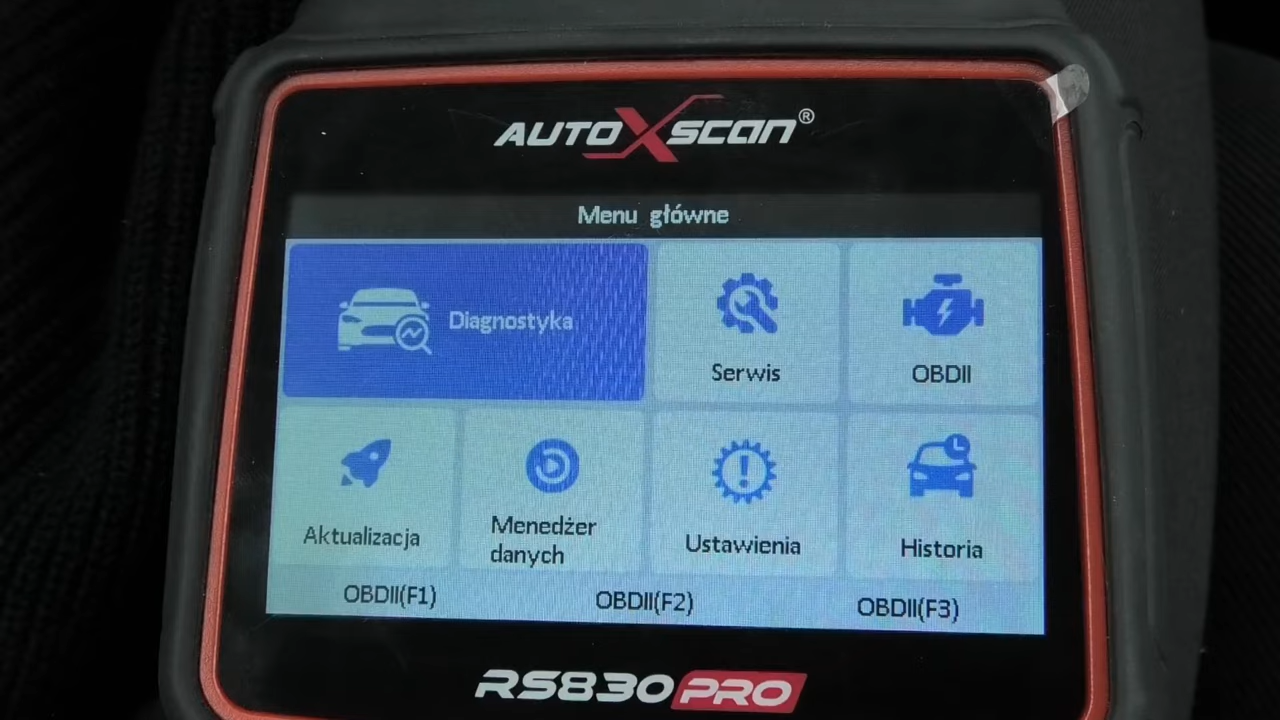 AUTOXSCAN®
Menu główne
Diagnostyka
Serwis
OBDII
Aktualizacja
Menedżer
danych
Ustawienia
Historia
OBDII(F1)
OBDII(F2)
OBDII(F3)
RS830PRO